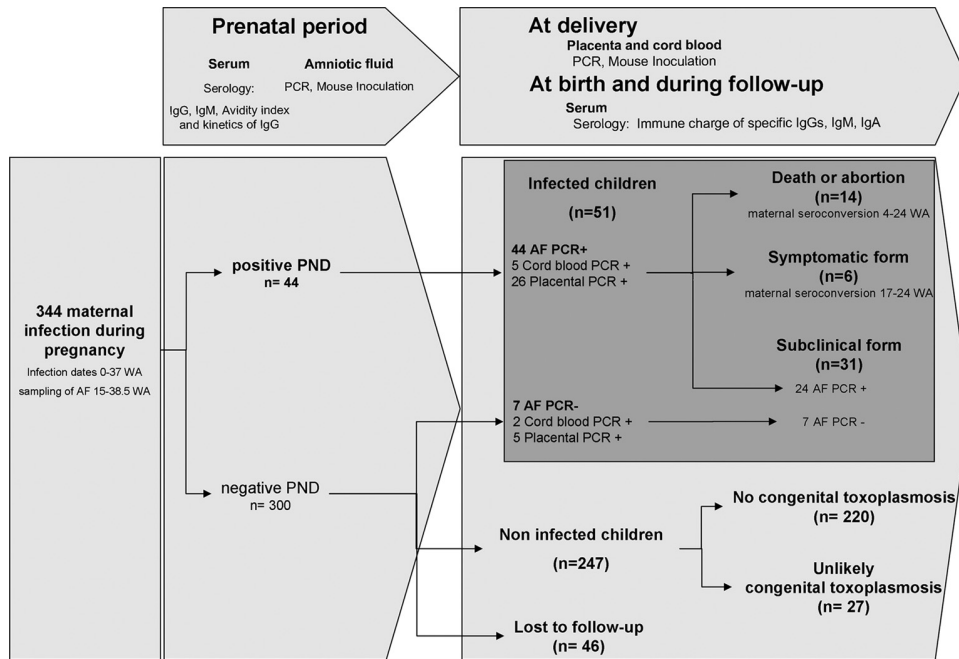 Prenatal period
Serum
Amniotic fluid
Serology:
PCR, Mouse Inoculation
IgG, IgM, Avidity index
and kinetics of IgG
At delivery
Placenta and cord blood
PCR, Mouse Inoculation
At birth and during follow-up
Serum
Serology: Immune charge of specific IgGs, IgM, IgA
344 maternal
infection during
pregnancy
Infection dates 0-37 WA
sampling of AF 15-38.5 WA
positive PND
n= 44
negative PND
n= 300
Infected children
(n=51)
44 AF PCR+
5 Cord blood PCR +
26 Placental PCR +
7 AF PCR-
2 Cord blood PCR +
5 Placental PCR +
Death or abortion
(n=14)
maternal seroconversion 4-24 WA
Symptomatic form
(n=6)
maternal seroconversion 17-24 WA
Subclinical form
(n=31)
24 AF PCR +
7 AF PCR -
Non infected children
(n=247)
No congenital toxoplasmosis
(n= 220)
Unlikely
congenital toxoplasmosis
(n= 27)
Lost to follow-up
(n= 46)